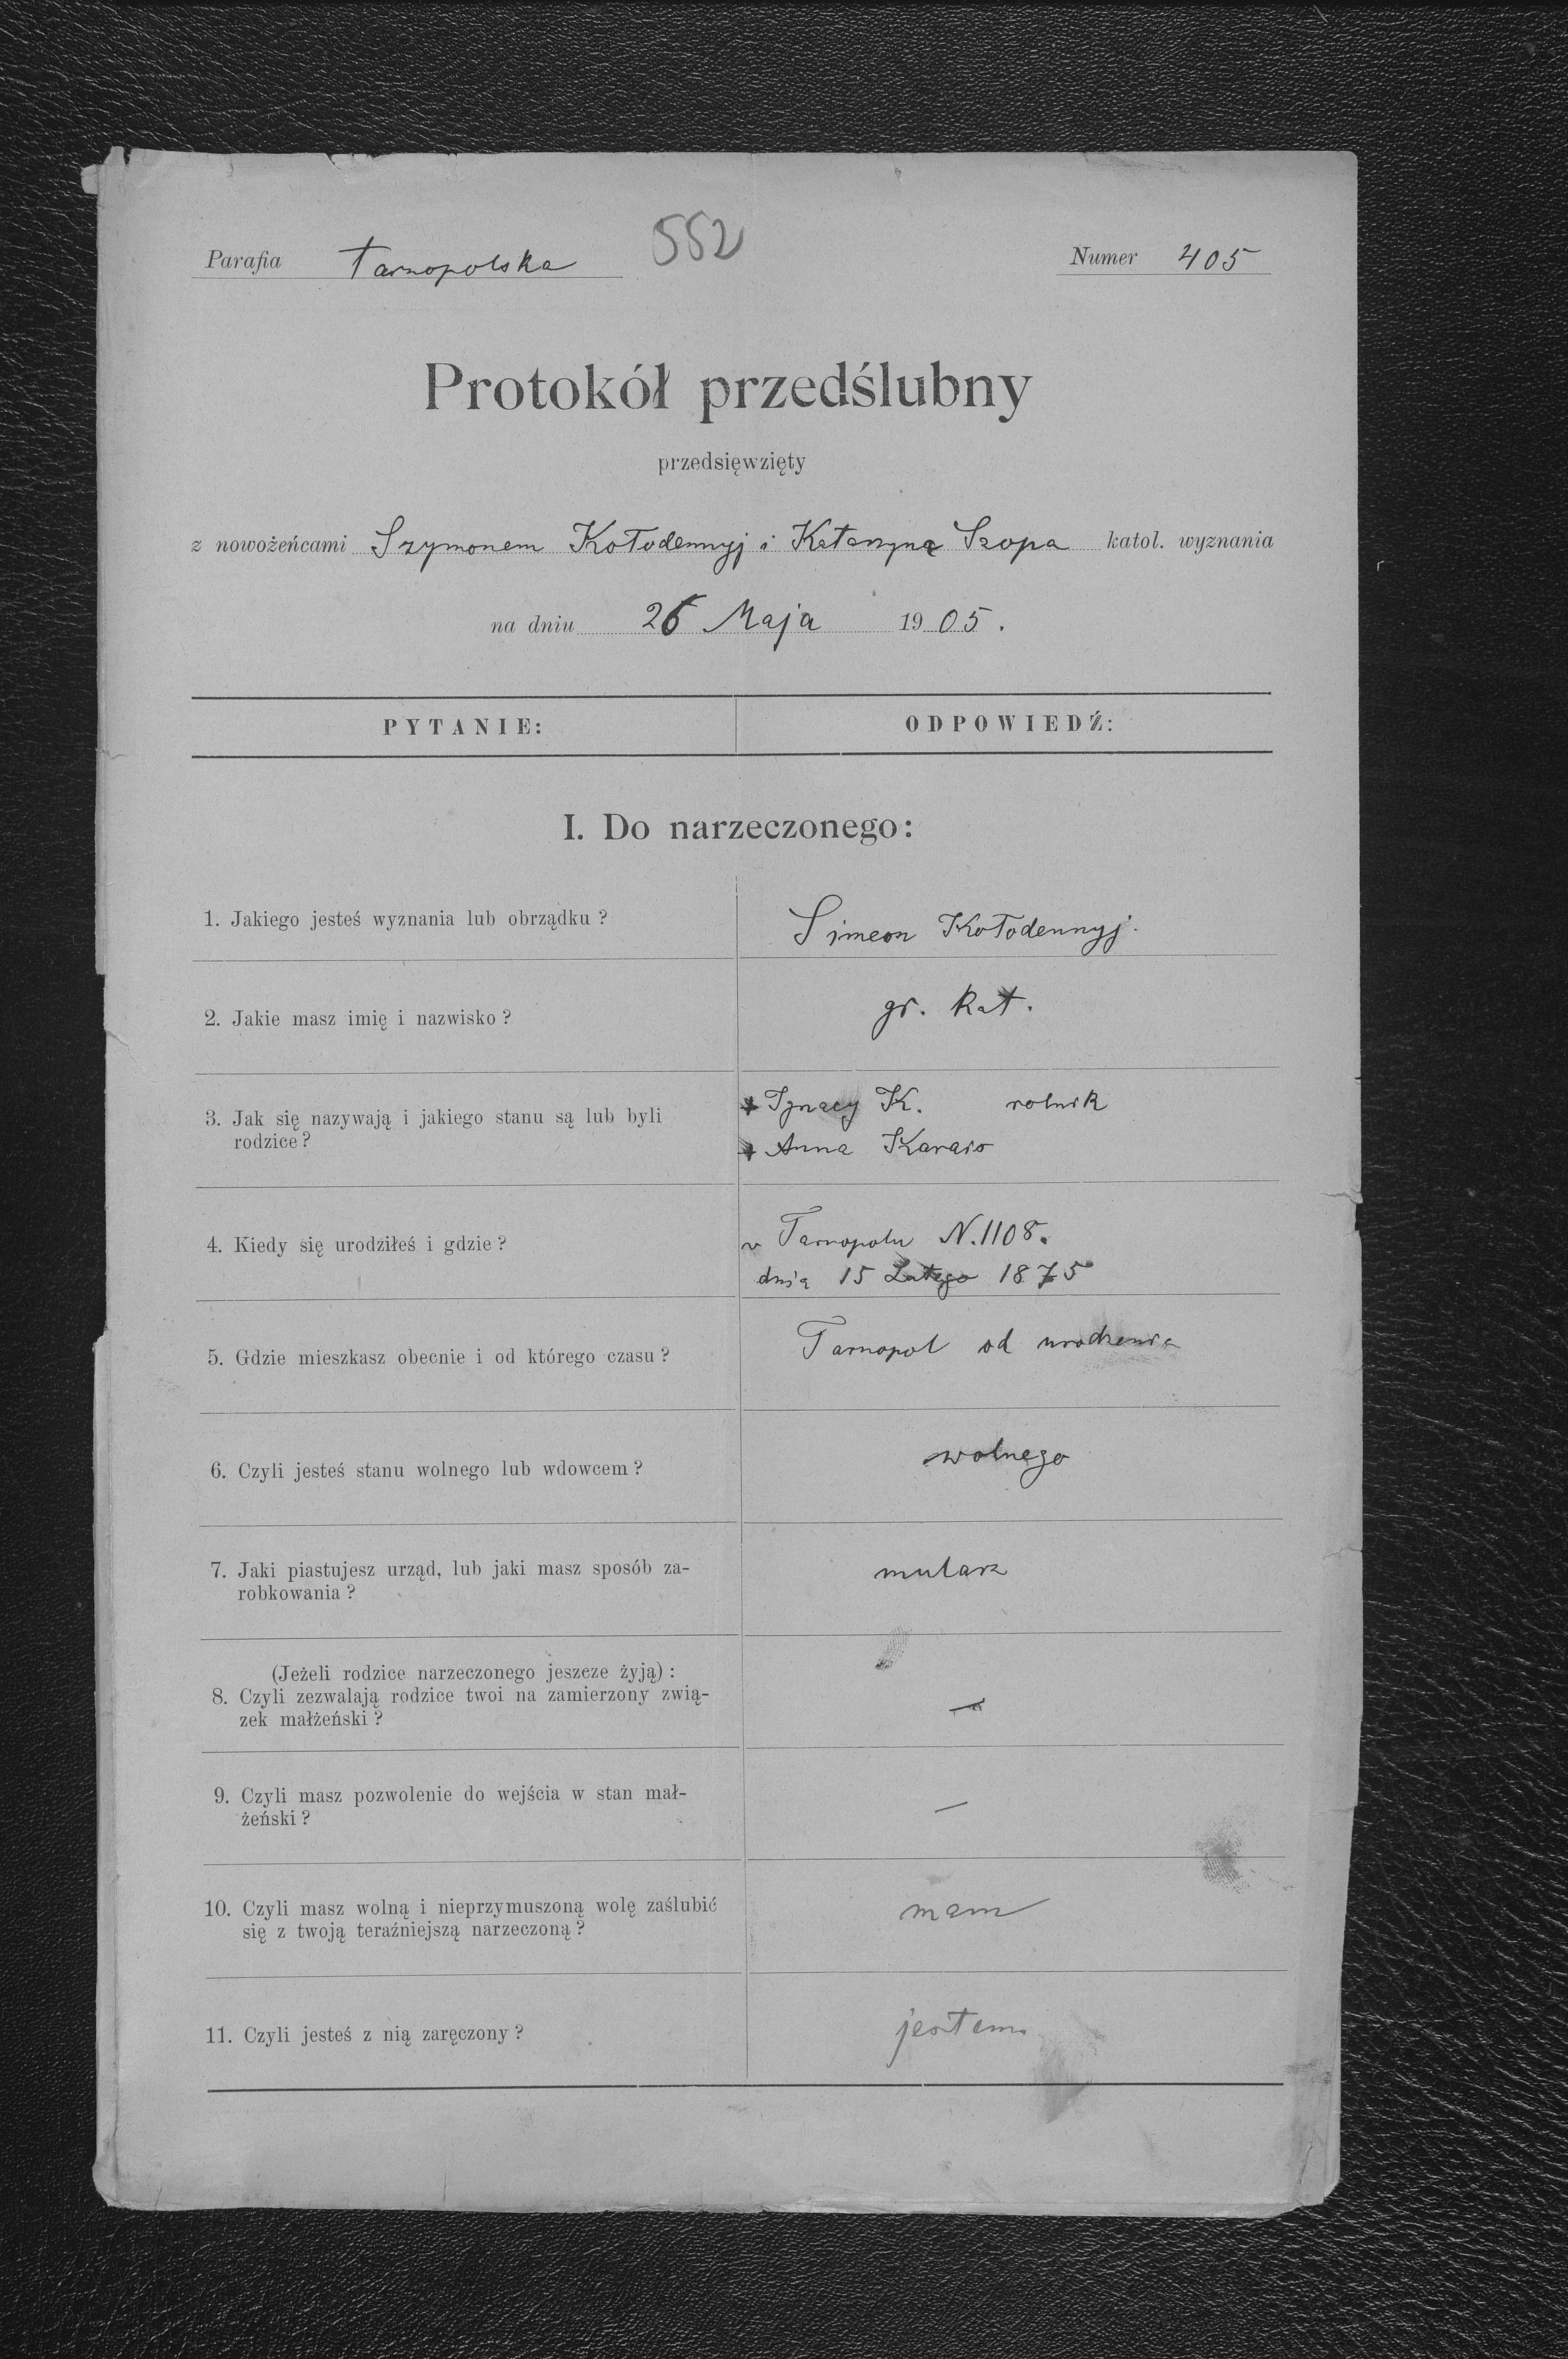 Parafia Tarnopolska 552 Numer 405
Protokół przedślubny
przedsięwzięty
z nowożeńcami Szymonem Kołodennyj i Katarzyną Szopa katol. wyznania
na dniu 26 Maja 1905.
PYTANIE: ODPOWIEDŹ:
I. Do narzeczonego:
1. Jakiego jesteś wyznania lub obrządku? Simeon Kołodennyj.
2. Jakie masz imię i nazwisko? gr. kat.
3. Jak się nazywają i jakiego stanu są lub byli
rodzice?
Ignacy K. rolnik
Anna
4. Kiedy się urodziłeś i gdzie?
w Tarnopolu N. 1108.
dnia 15 Lutego 1875
5. Gdzie mieszkasz obecnie i od którego czasu? Tarnopol od urodzenia
6. Czyli jesteś stanu wolnego lub wdowcem? wolnego
7. Jaki piastujesz urząd, lub jaki masz sposób za-
robkowania?
mularz
(Jeżeli rodzice narzeczonego jeszcze żyją):
8. Czyli zezwalają rodzice twoi na zamierzony zwią-
zek małżeński?
—
9. Czyli masz pozwolenie do wejścia w stan mał-
żeński?
—
10. Czyli masz wolną i nieprzymuszoną wolę zaślubić
się z twoją teraźniejszą narzeczoną?
mam
11. Czyli jesteś z nią zaręczony? jestem